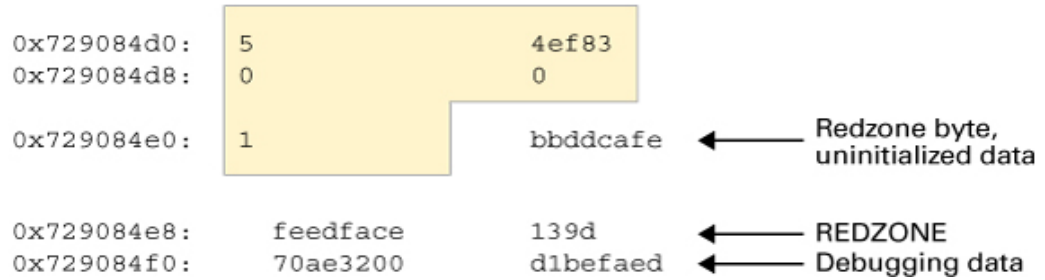 0x729084d0: 5 4ef83
0x729084d8: 0 0
0x729084e0: 1 bbddcafe Redzone byte,
uninitialized data
0x729084e8: feedface 139d REDZONE
0x729084f0: 70ae3200 d1befaed Debugging data